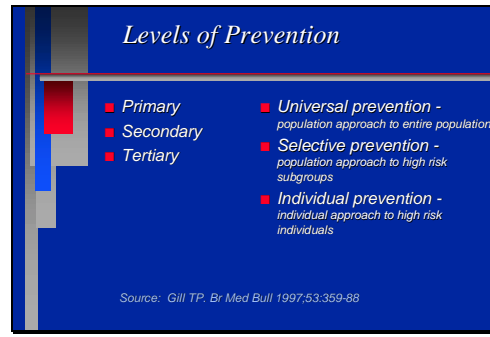 Levels of Prevention
Primary
Secondary
Tertiary
Universal prevention -
population approach to entire population
Selective prevention -
population approach to high risk
subgroups
Individual prevention -
individual approach to high risk
individuals
Source: Gill TP. Br Med Bull 1997;53:359-88